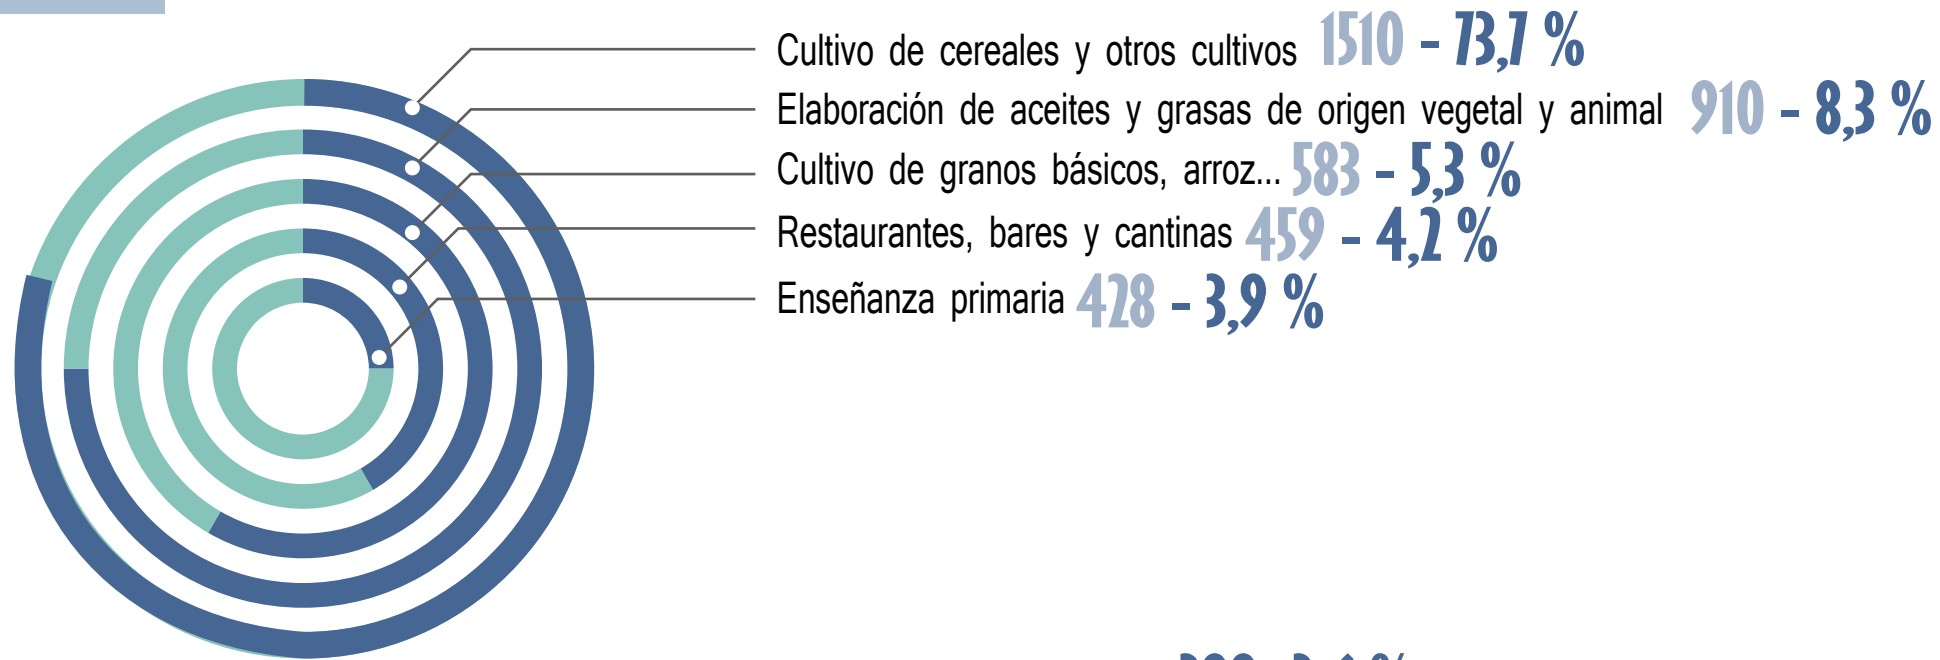 Cultivo de cereales y otros cultivos 1510 – 73,7 %
Elaboración de aceites y grasas de origen vegetal y animal 910 – 8,3 %
Cultivo de granos básicos, arroz... 583 – 5,3 %
Restaurantes, bares y cantinas 459 – 4,2 %
Enseñanza primaria 428 – 3,9 %